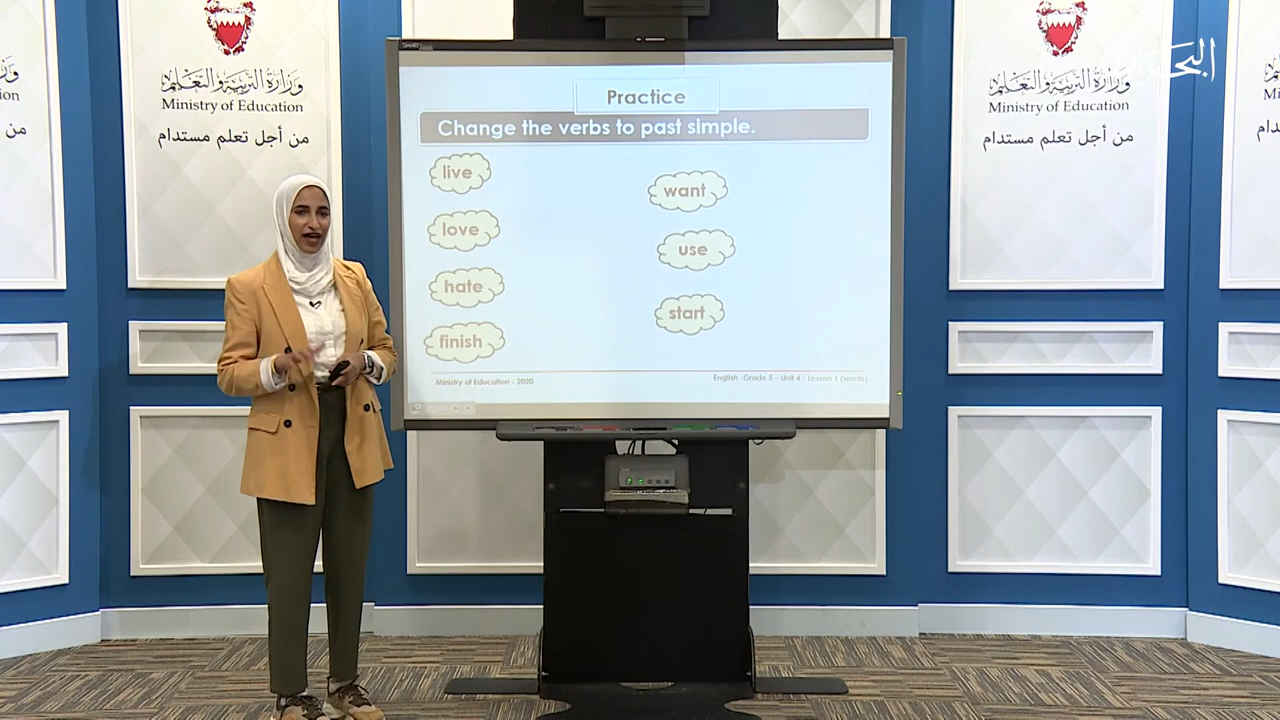 وزارة التربية والتعليم
Ministry of Education
من أجل تعلم مستدام
SMART
Practice
Change the verbs to past simple.
live
love
hate
finish
want
use
start
Ministry of Education - 2020
English -Grade 5 - Unit 4 - Lesson 1 (words)
وزارة التربية والتعليم
Ministry of Education
من أجل تعلم مستدام